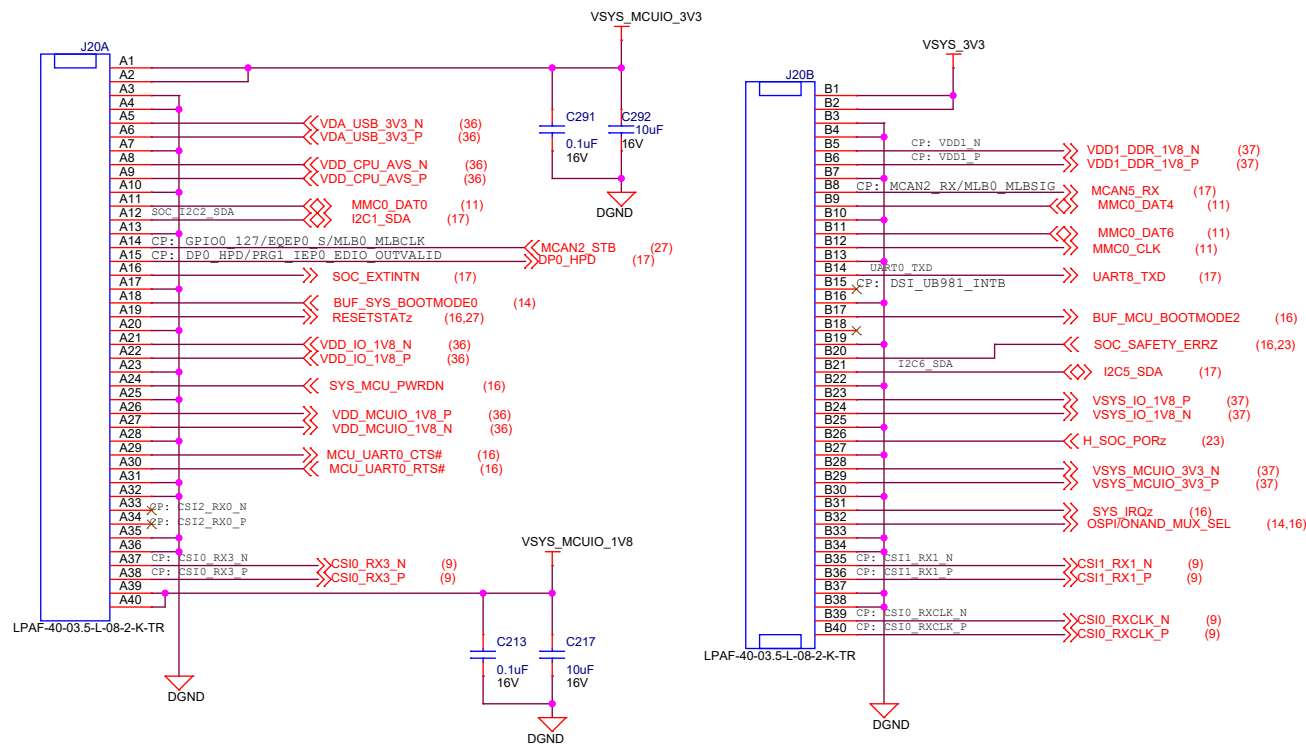 VSYS_MCUIO_3V3
J20A
A1
A2
A3
A4
A5 VDA_USB_3V3_N (36)
A6 VDA_USB_3V3_P (36)
A7
A8 VDD_CPU_AVS_N (36)
A9 VDD_CPU_AVS_P (36)
A10
A11 MMC0_DAT0 (11)
A12 SOC_I2C2_SDA I2C1_SDA (17)
A13
A14 CP: GPIO0_127/EQEP0_S/MLB0_MLBCLK MCAN2_STB (27)
A15 CP: DP0_HPD/PRG1_IEP0_EDIO_OUTVALID DP0_HPD (17)
A16 SOC_EXTINTN (17)
A17
A18 BUF_SYS_BOOTMODE0 (14)
A19 RESETSTATz (16,27)
A20
A21 VDD_IO_1V8_N (36)
A22 VDD_IO_1V8_P (36)
A23
A24 SYS_MCU_PWRDN (16)
A25
A26 VDD_MCUIO_1V8_P (36)
A27 VDD_MCUIO_1V8_N (36)
A28
A29 MCU_UART0_CTS# (16)
A30 MCU_UART0_RTS# (16)
A31
A32
A33 CP: CSI2_RX0_N
A34 CP: CSI2_RX0_P
A35
A36
A37 CP: CSI0_RX3_N CSI0_RX3_N (9)
A38 CP: CSI0_RX3_P CSI0_RX3_P (9)
A39
A40
LPAF-40-03.5-L-08-2-K-TR
DGND
C291
0.1uF
16V
C292
10uF
16V
DGND
VSYS_MCUIO_1V8
C213
0.1uF
16V
C217
10uF
16V
DGND
VSYS_3V3
J20B
B1
B2
B3
B4
B5 CP: VDD1_N VDD1_DDR_1V8_N (37)
B6 CP: VDD1_P VDD1_DDR_1V8_P (37)
B7
B8 CP: MCAN2_RX/MLB0_MLBSIG MCAN5_RX (17)
B9 MMC0_DAT4 (11)
B10
B11 MMC0_DAT6 (11)
B12 MMC0_CLK (11)
B13
B14 UART0_TXD UART8_TXD (17)
B15 CP: DSI_UB981_INTB
B16
B17 BUF_MCU_BOOTMODE2 (16)
B18
B19
B20 SOC_SAFETY_ERRZ (16,23)
B21 I2C6_SDA I2C5_SDA (17)
B22
B23 VSYS_IO_1V8_P (37)
B24 VSYS_IO_1V8_N (37)
B25
B26 H_SOC_PORz (23)
B27
B28 VSYS_MCUIO_3V3_N (37)
B29 VSYS_MCUIO_3V3_P (37)
B30
B31 SYS_IRQz (16)
B32 OSPI/ONAND_MUX_SEL (14,16)
B33
B34
B35 CP: CSI1_RX1_N CSI1_RX1_N (9)
B36 CP: CSI1_RX1_P CSI1_RX1_P (9)
B37
B38
B39 CP: CSI0_RXCLK_N CSI0_RXCLK_N (9)
B40 CP: CSI0_RXCLK_P CSI0_RXCLK_P (9)
LPAF-40-03.5-L-08-2-K-TR
DGND